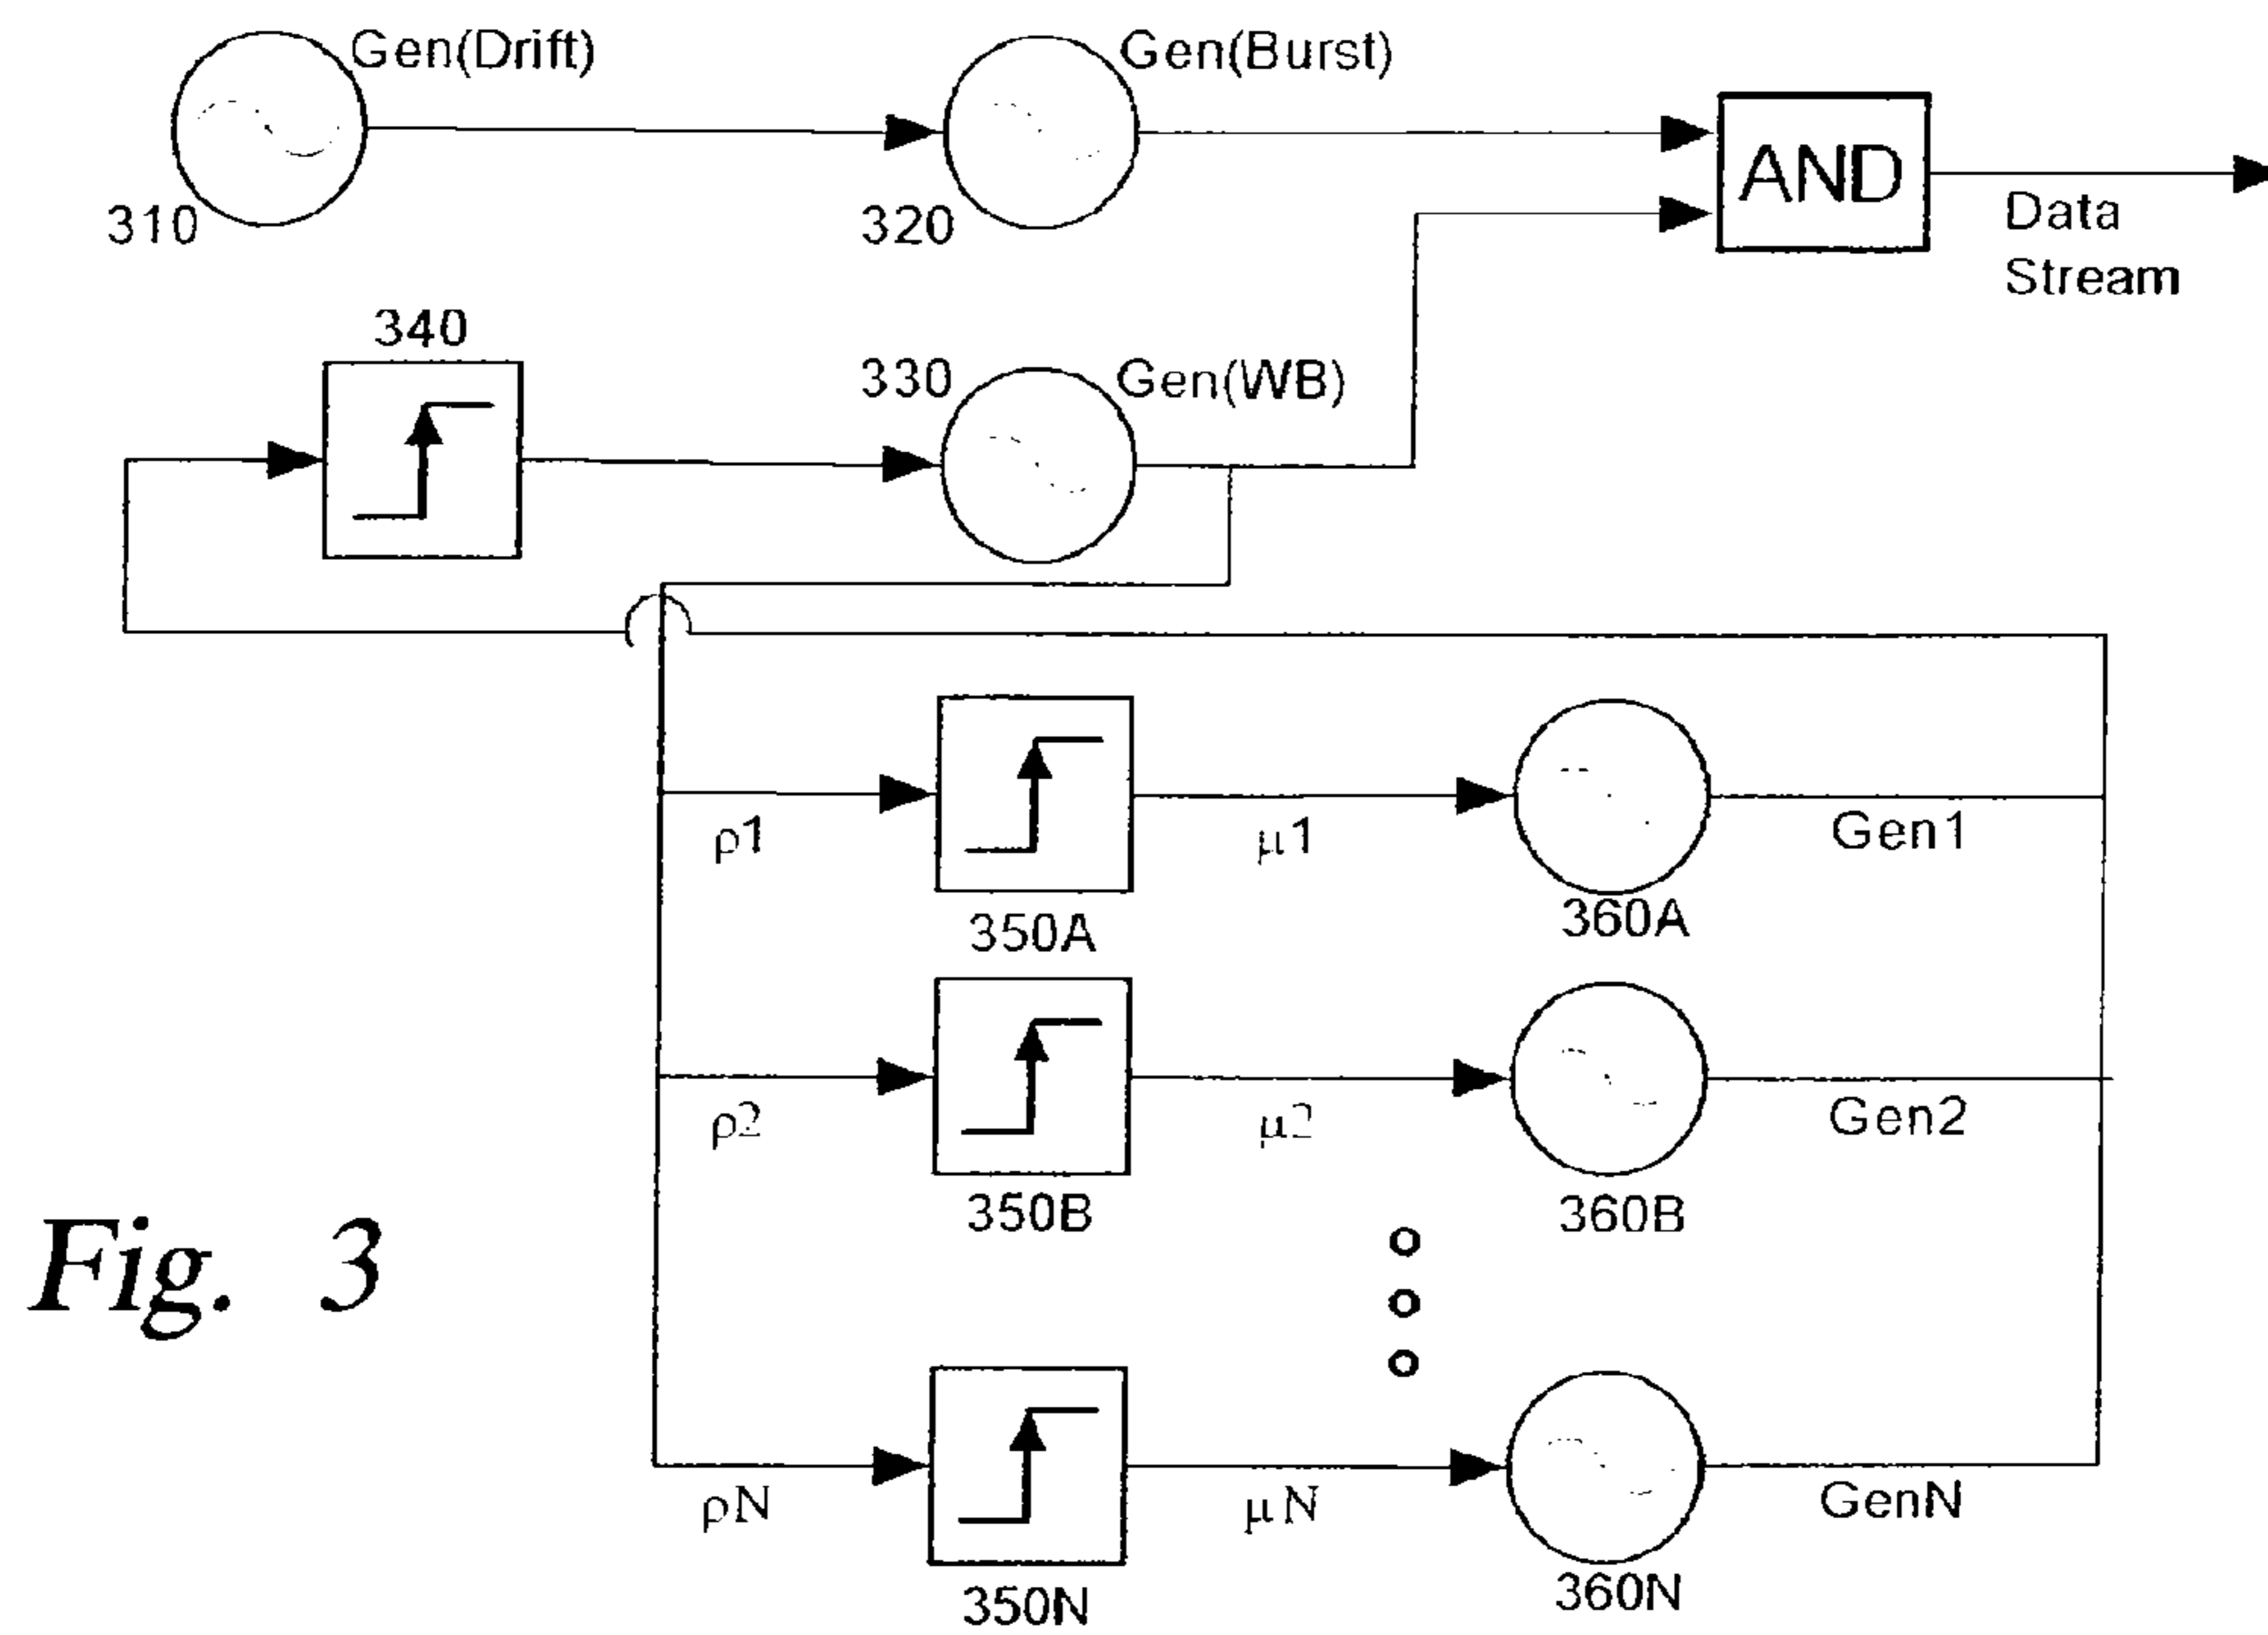 Gen(Drift)
Gen(Burst)
310
320
AND
Data
Stream
340
330
Gen(WB)
ρ1
μ1
Gen1
350A
360A
ρ2
μ2
Gen2
350B
360B
Fig. 3
ρN
μN
GenN
350N
360N